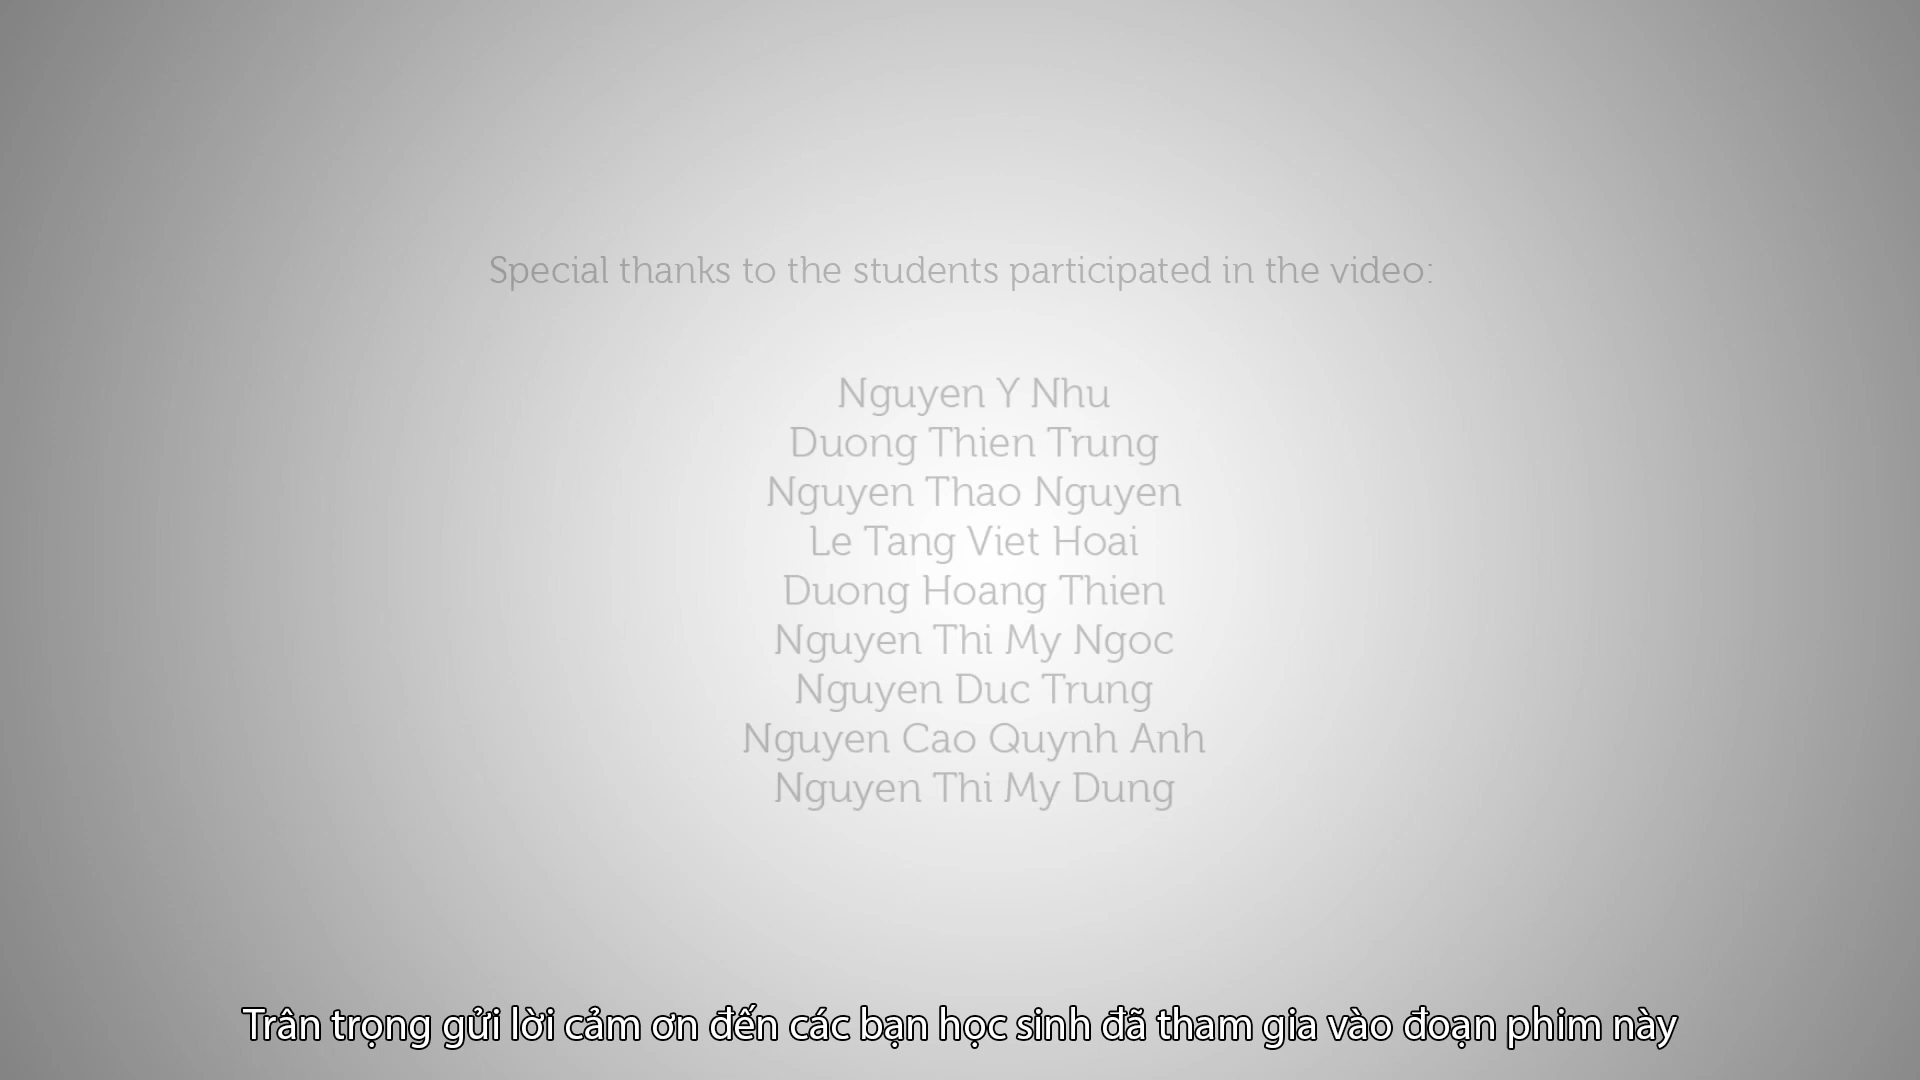 Special thanks to the students participated in the video:
Nguyen Y Nhu
Duong Thien Trung
Nguyen Thao Nguyen
Le Tang Viet Hoai
Duong Hoang Thien
Nguyen Thi My Ngoc
Nguyen Duc Trung
Nguyen Cao Quynh Anh
Nguyen Thi My Dung
Trân trọng gửi lời cảm ơn đến các bạn học sinh đã tham gia vào đoạn phim này